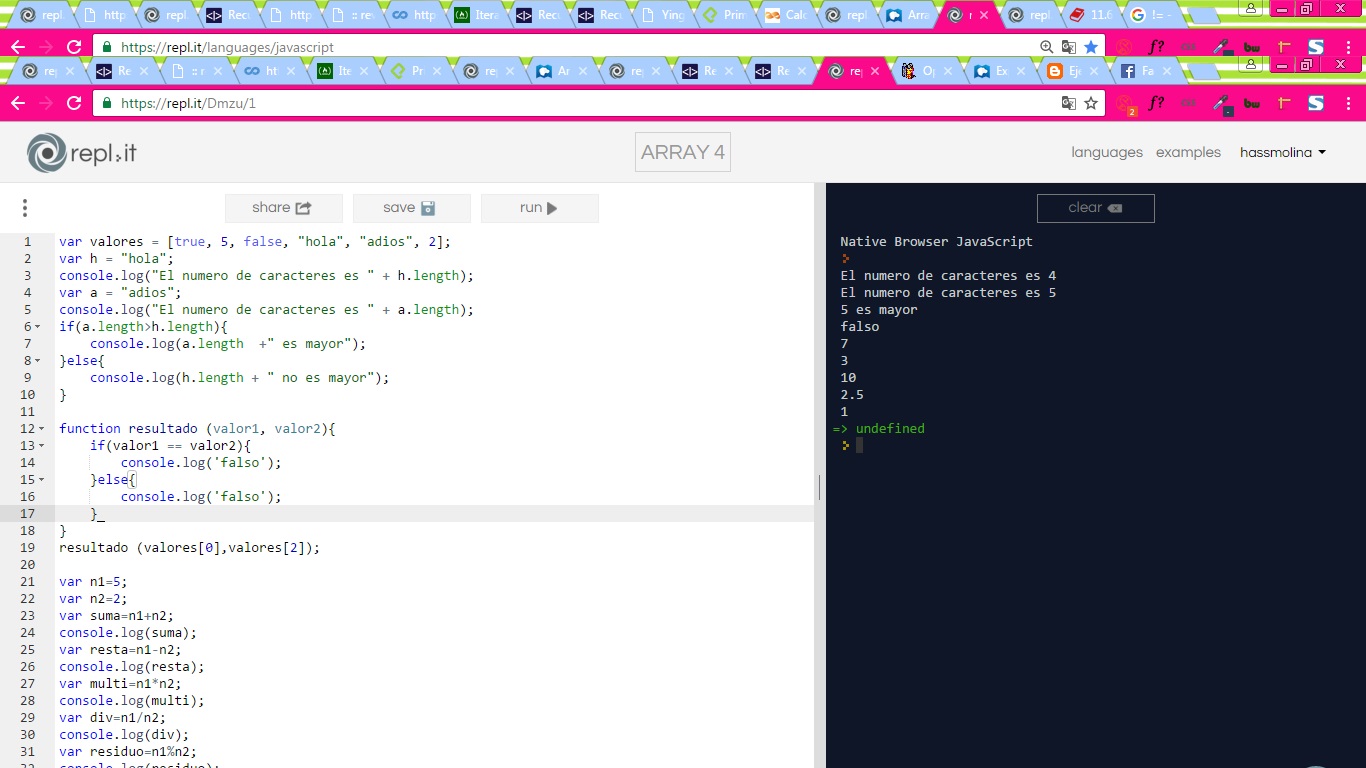 repl http repl Recu http :: re http Itera Recu Recu Ying Prim Calc repl Arra r repl 11.6 != -
https://repl.it/languages/javascript
f? bw
re Re :: r ht Ite Pr re Ar re Re Re rep Op Ex Eje Fa
https://repl.it/Dmzu/1
f? bw
2
repl.it ARRAY 4 languages examples hassmolina
share save run clear
1 var valores = [true, 5, false, "hola", "adios", 2];
2 var h = "hola";
3 console.log("El numero de caracteres es " + h.length);
4 var a = "adios";
5 console.log("El numero de caracteres es " + a.length);
6 if(a.length>h.length){
7 console.log(a.length  +" es mayor");
8 }else{
9 console.log(h.length + " no es mayor");
10 }
11
12 function resultado (valor1, valor2){
13 if(valor1 == valor2){
14 console.log('falso');
15 }else{
16 console.log('falso');
17 }
18 }
19 resultado (valores[0],valores[2]);
20
21 var n1=5;
22 var n2=2;
23 var suma=n1+n2;
24 console.log(suma);
25 var resta=n1-n2;
26 console.log(resta);
27 var multi=n1*n2;
28 console.log(multi);
29 var div=n1/n2;
30 console.log(div);
31 var residuo=n1%n2;
32 console.log(residuo);
Native Browser JavaScript
El numero de caracteres es 4
El numero de caracteres es 5
5 es mayor
falso
7
3
10
2.5
1
=> undefined